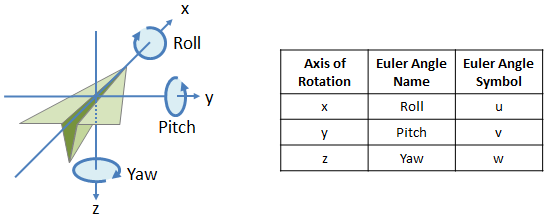 x
Roll
y
Pitch
Yaw
z
Axis of Rotation Euler Angle Name Euler Angle Symbol
x Roll u
y Pitch v
z Yaw w